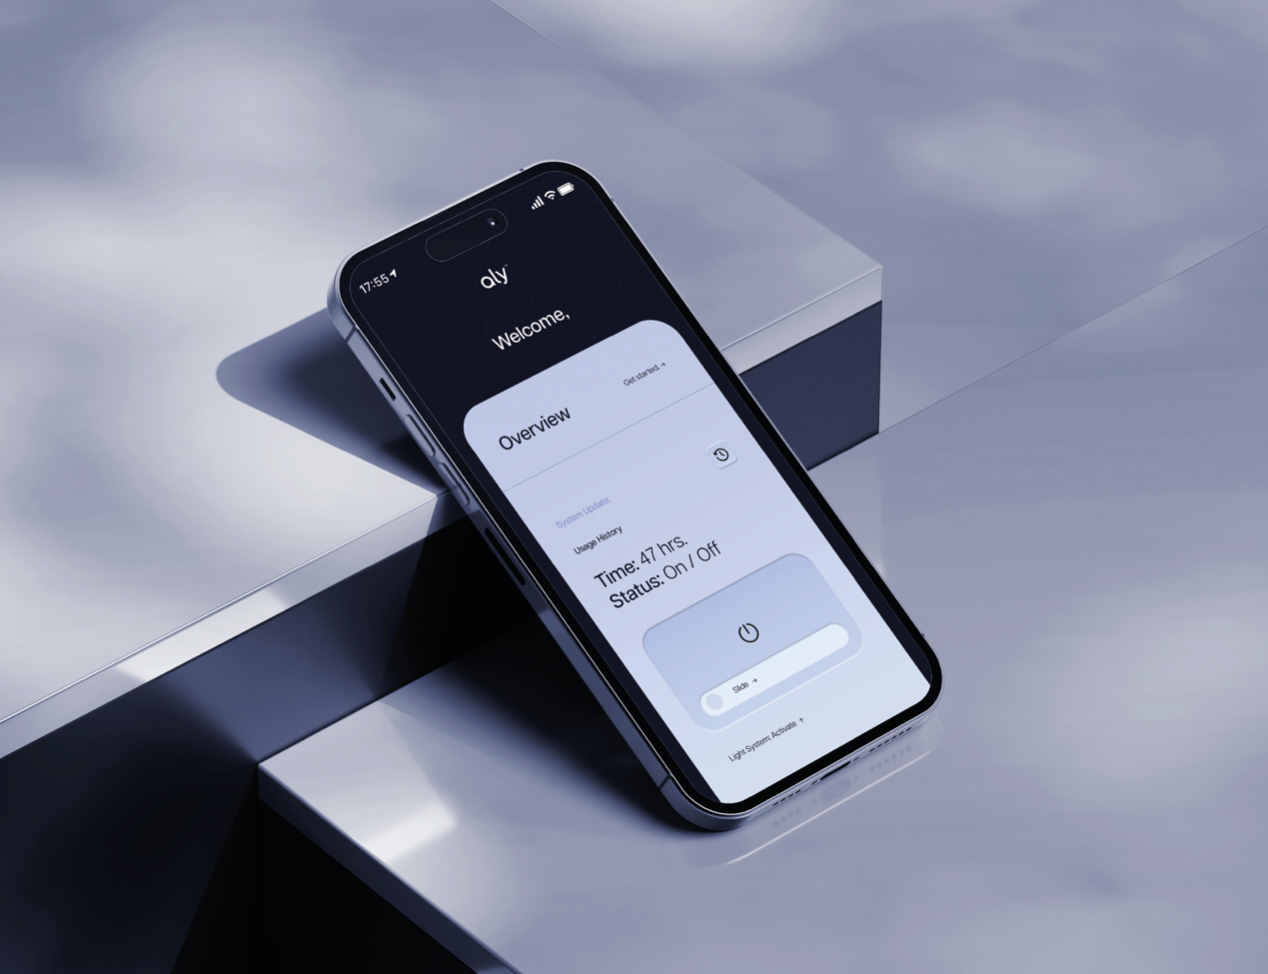 17:55
aly
Welcome,
Overview
Get started. →
System Update:
Usage History
Time: 47 hrs.
Status: On / Off
Slide →
Light System: Activate ↑